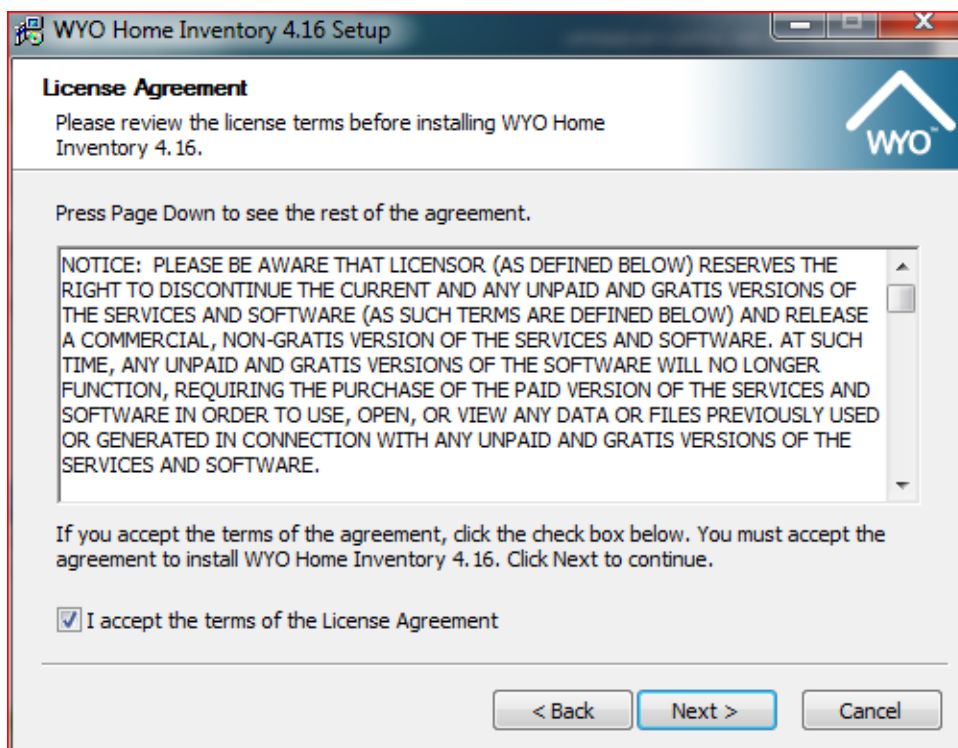 WYO Home Inventory 4.16 Setup
License Agreement
Please review the license terms before installing WYO Home
Inventory 4.16.
WYO™
Press Page Down to see the rest of the agreement.
NOTICE:  PLEASE BE AWARE THAT LICENSOR (AS DEFINED BELOW) RESERVES THE
RIGHT TO DISCONTINUE THE CURRENT AND ANY UNPAID AND GRATIS VERSIONS OF
THE SERVICES AND SOFTWARE (AS SUCH TERMS ARE DEFINED BELOW) AND RELEASE
A COMMERCIAL, NON-GRATIS VERSION OF THE SERVICES AND SOFTWARE. AT SUCH
TIME, ANY UNPAID AND GRATIS VERSIONS OF THE SOFTWARE WILL NO LONGER
FUNCTION, REQUIRING THE PURCHASE OF THE PAID VERSION OF THE SERVICES AND
SOFTWARE IN ORDER TO USE, OPEN, OR VIEW ANY DATA OR FILES PREVIOUSLY USED
OR GENERATED IN CONNECTION WITH ANY UNPAID AND GRATIS VERSIONS OF THE
SERVICES AND SOFTWARE.
If you accept the terms of the agreement, click the check box below. You must accept the
agreement to install WYO Home Inventory 4.16. Click Next to continue.
I accept the terms of the License Agreement
< Back
Next >
Cancel